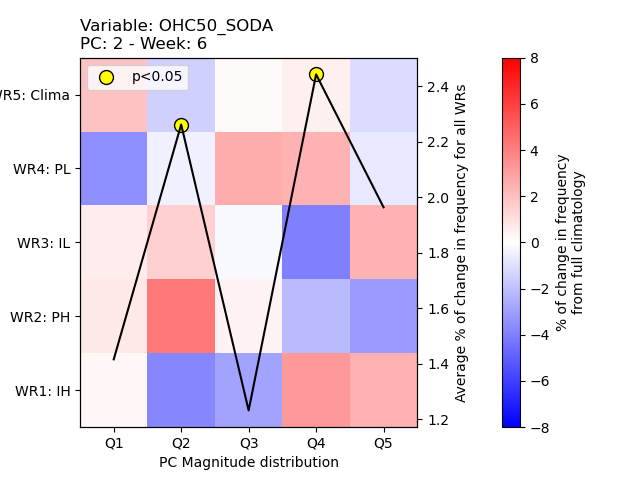 Variable: OHC50_SODA
PC: 2 - Week: 6
p<0.05
WR5: Clima
WR4: PL
WR3: IL
WR2: PH
WR1: IH
Q1 Q2 Q3 Q4 Q5
PC Magnitude distribution
2.4
2.2
2.0
1.8
1.6
1.4
1.2
Average % of change in frequency for all WRs
8
6
4
2
0
−2
−4
−6
−8
% of change in frequency
from full climatology